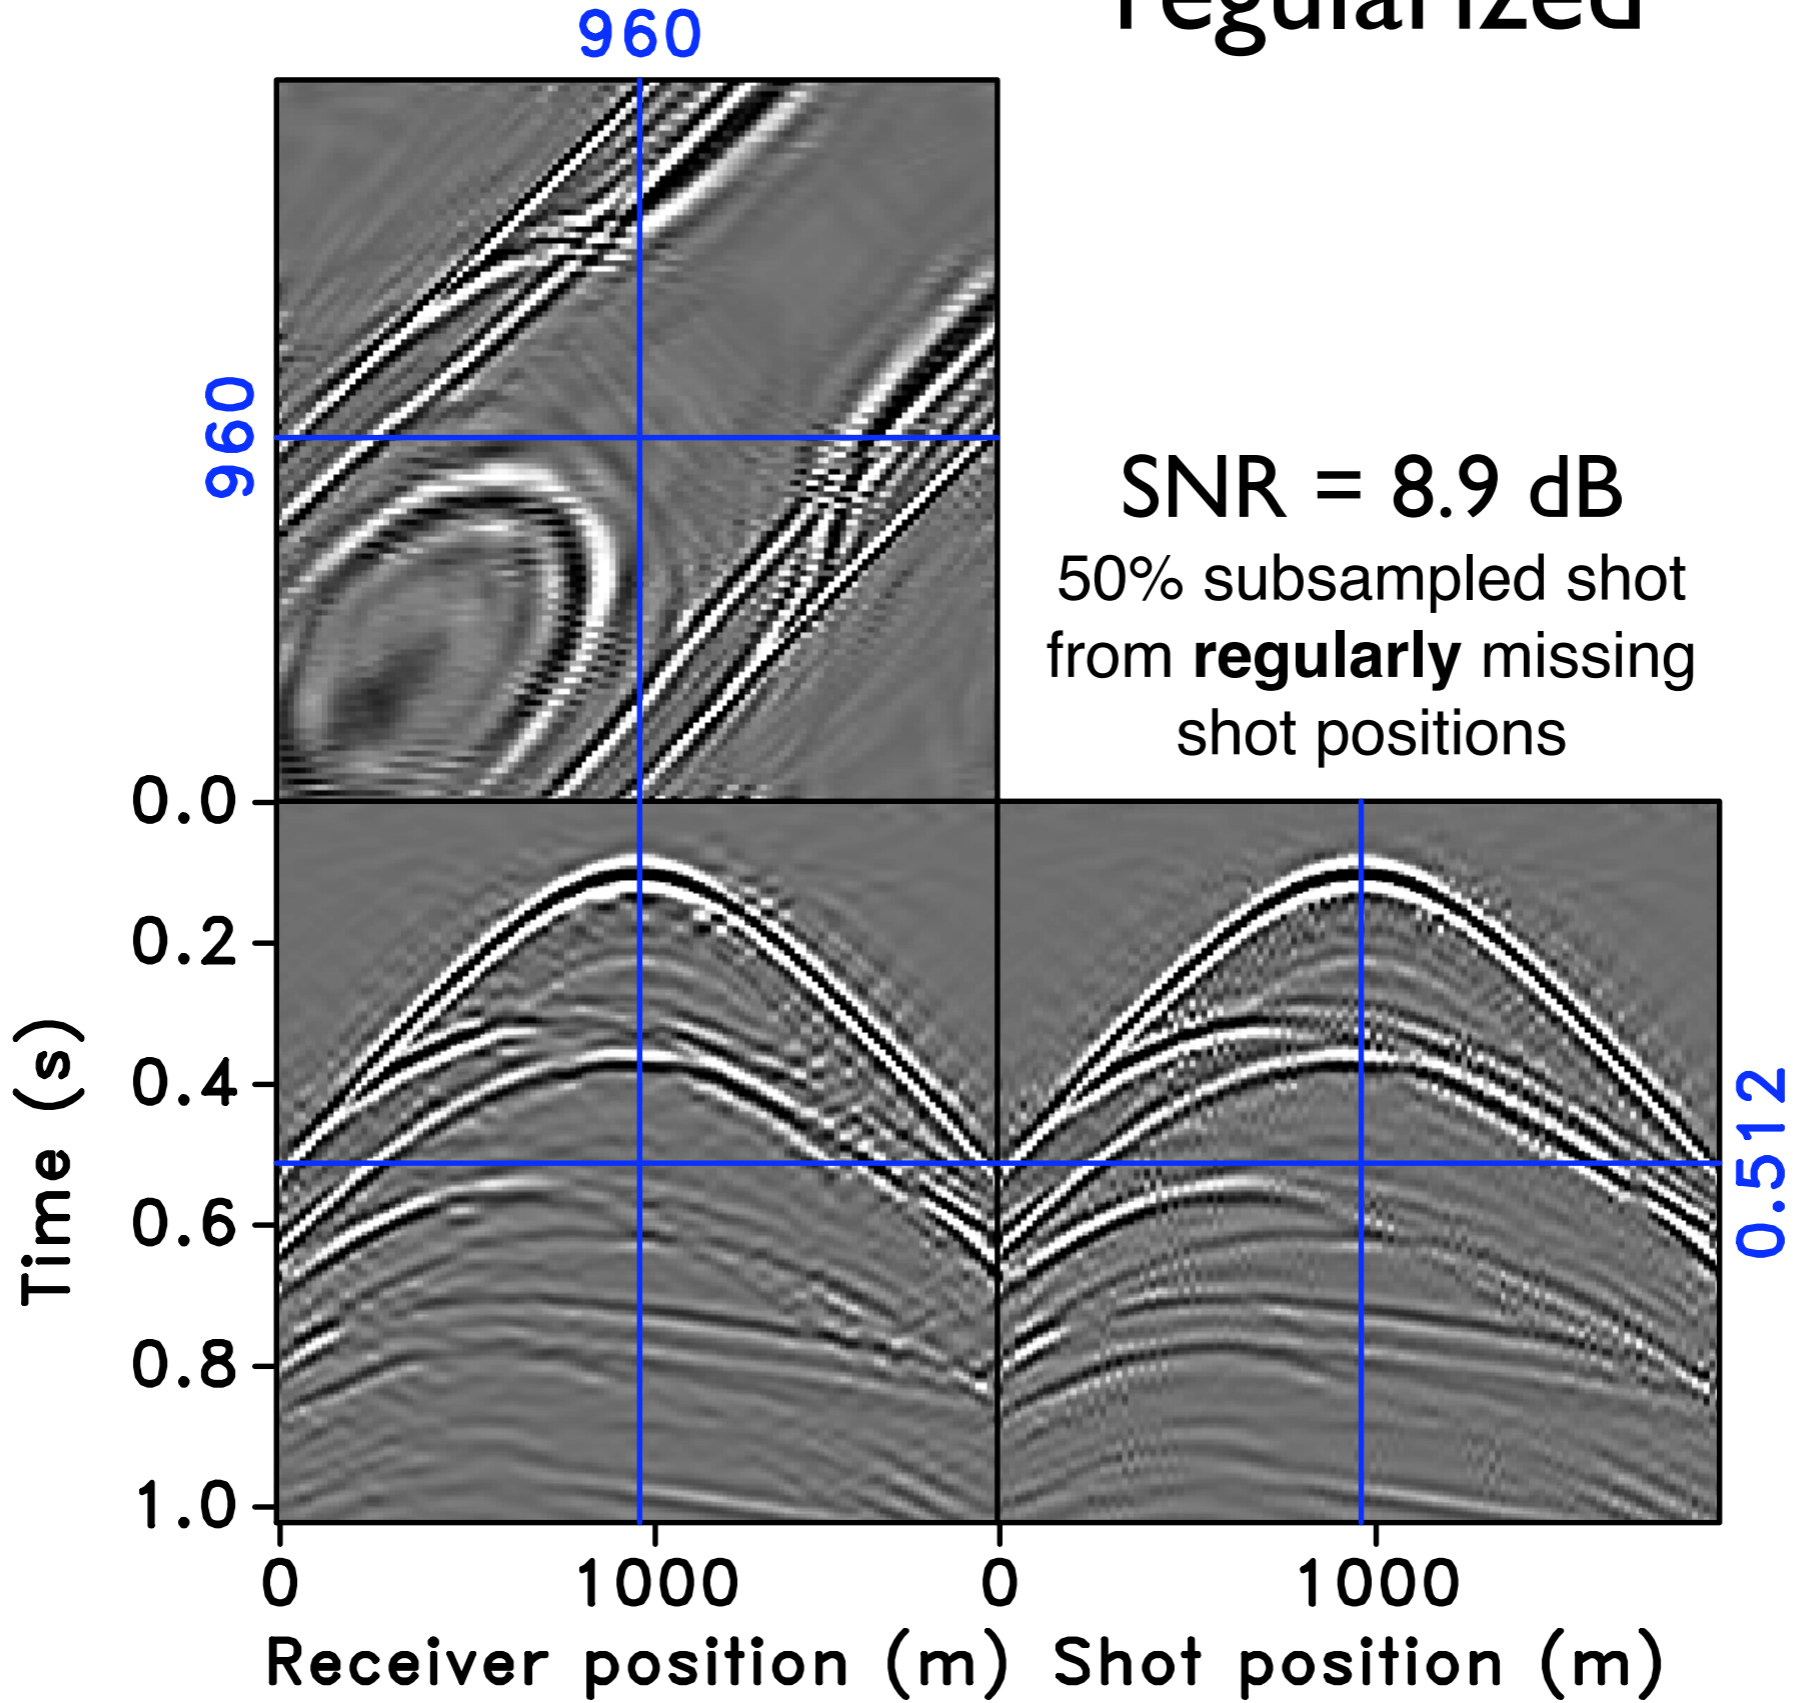 regularized
960
960
SNR = 8.9 dB
50% subsampled shot
from regularly missing
shot positions
0.0
0.2
0.4
0.6
0.8
1.0
Time (s)
0.512
0 1000 0 1000
Receiver position (m) Shot position (m)